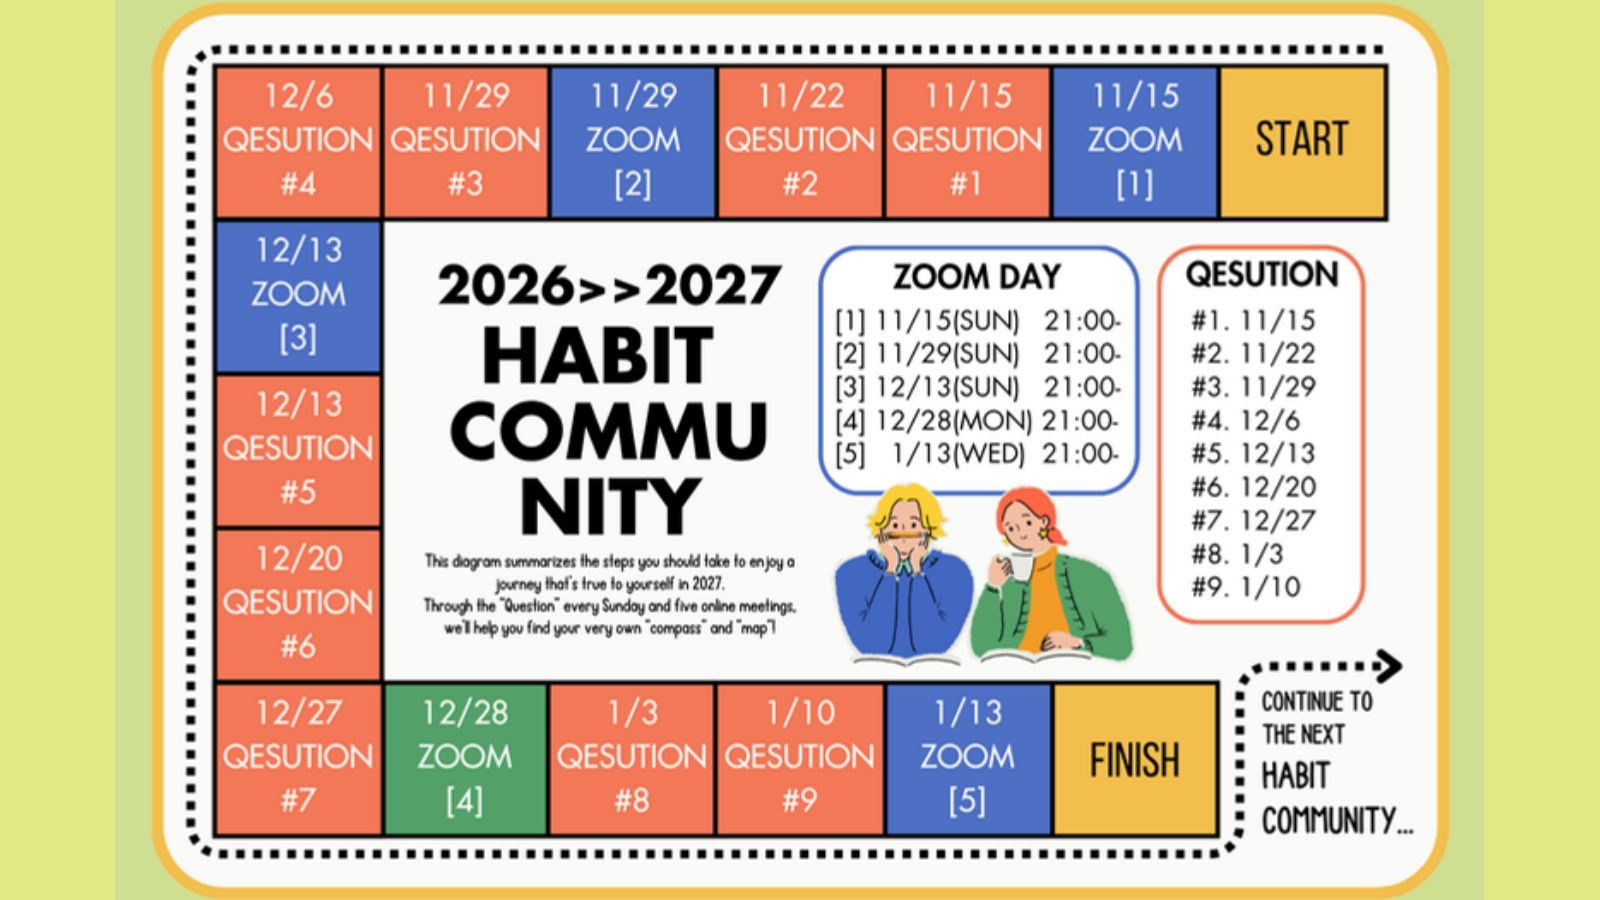 12/6
QESUTION
#4
11/29
QESUTION
#3
11/29
ZOOM
[2]
11/22
QESUTION
#2
11/15
QESUTION
#1
11/15
ZOOM
[1]
START
12/13
ZOOM
[3]
12/13
QESUTION
#5
12/20
QESUTION
#6
2026>>2027
HABIT
COMMU
NITY
This diagram summarizes the steps you should take to enjoy a
journey that's true to yourself in 2027.
Through the "Question" every Sunday and five online meetings,
we'll help you find your very own "compass" and "map"!
ZOOM DAY
[1] 11/15(SUN) 21:00-
[2] 11/29(SUN) 21:00-
[3] 12/13(SUN) 21:00-
[4] 12/28(MON) 21:00-
[5] 1/13(WED) 21:00-
QESUTION
#1. 11/15
#2. 11/22
#3. 11/29
#4. 12/6
#5. 12/13
#6. 12/20
#7. 12/27
#8. 1/3
#9. 1/10
12/27
QESUTION
#7
12/28
ZOOM
[4]
1/3
QESUTION
#8
1/10
QESUTION
#9
1/13
ZOOM
[5]
FINISH
CONTINUE TO
THE NEXT
HABIT
COMMUNITY...